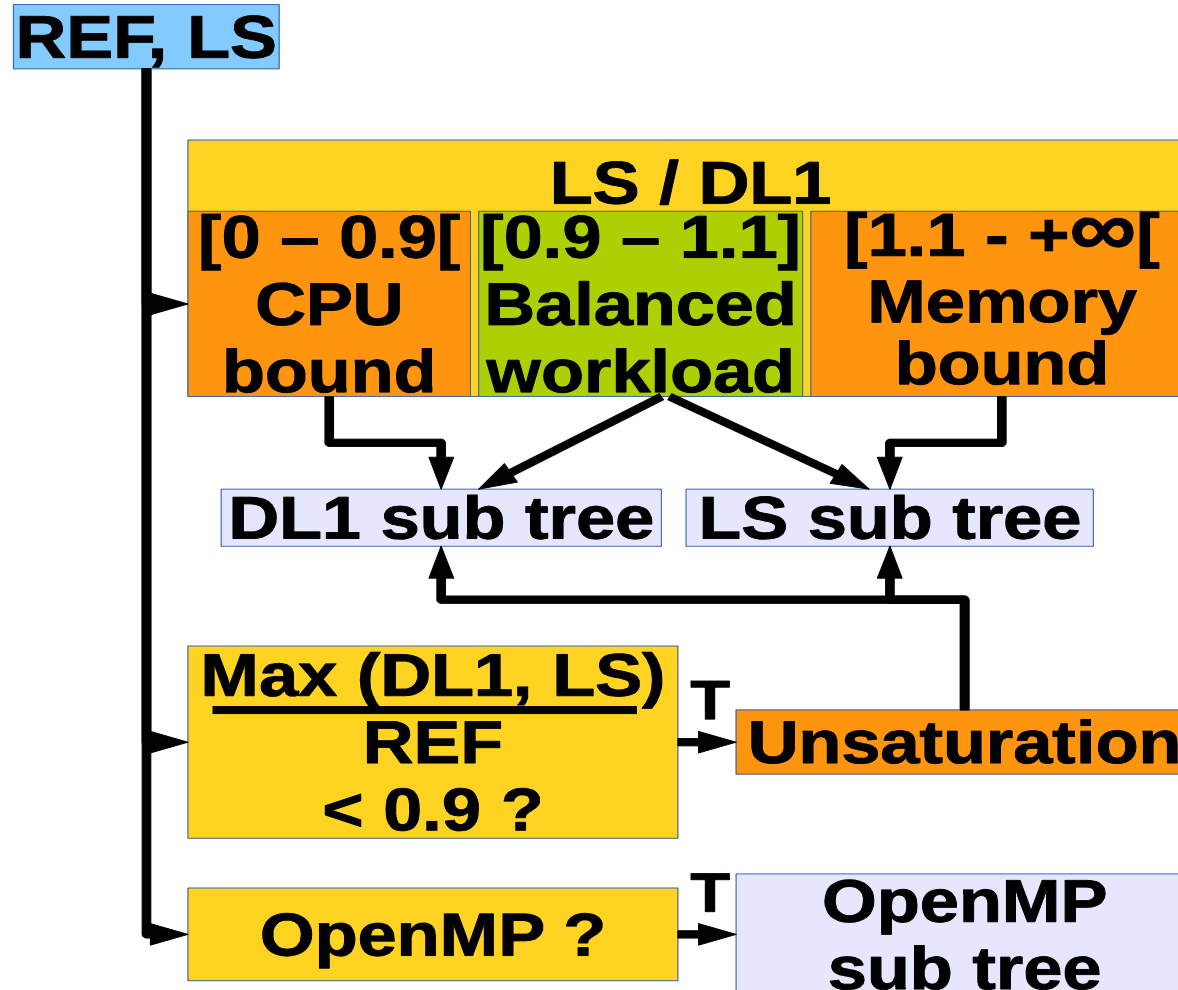 REF, LS
LS / DL1
[0 – 0.9[
CPU
bound
[0.9 – 1.1]
Balanced
workload
[1.1 - +∞[
Memory
bound
DL1 sub tree
LS sub tree
Max (DL1, LS)
REF
< 0.9 ?
T
Unsaturation
OpenMP ?
T
OpenMP
sub tree